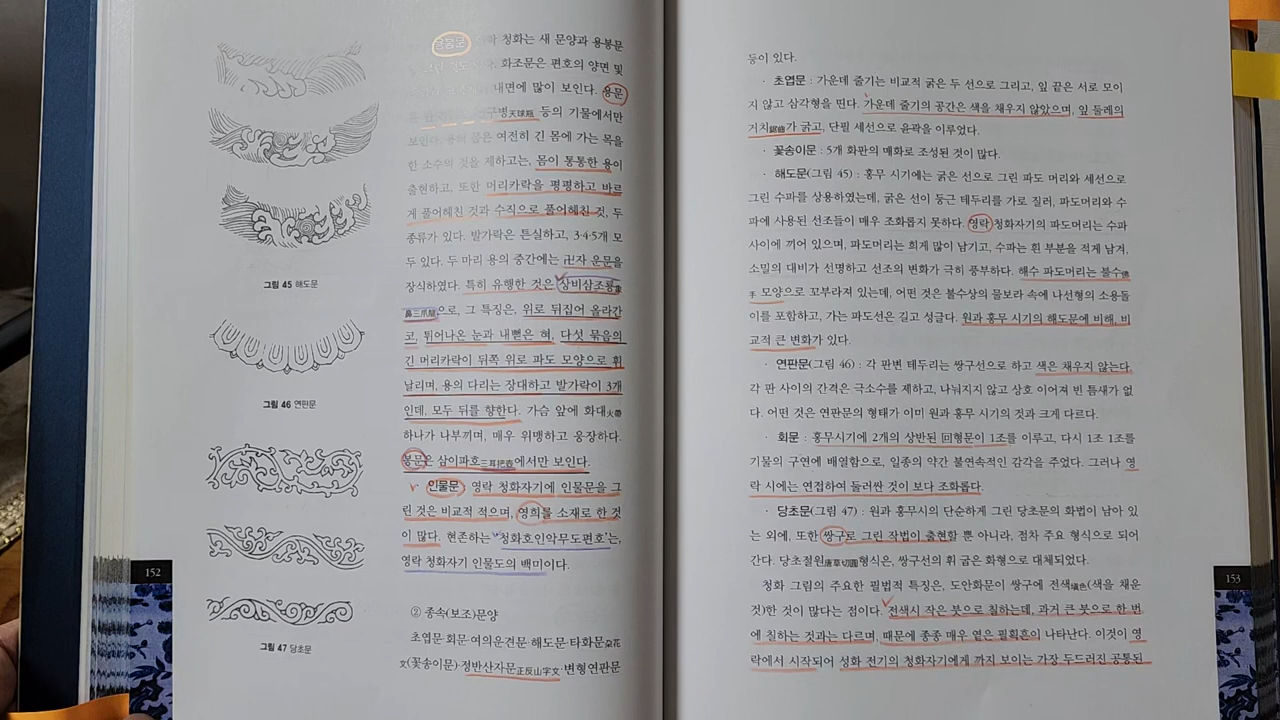 그림 45 해도문
그림 46 연판문
그림 47 당초문
152
용봉문 청화는 새 문양과 용봉문
화조문은 편호의 양면 및
내면에 많이 보인다. 용문
天球瓶 등의 기물에서만
보인다. 용의 몸은 여전히 긴 몸에 가는 목을
한 소수의 것을 제하고는, 몸이 통통한 용이
출현하고, 또한 머리카락을 평평하고 바르
게 풀어헤친 것과 수직으로 풀어헤친 것, 두
종류가 있다. 발가락은 튼실하고, 3·4·5개 모
두 있다. 두 마리 용의 중간에는 卍자 운문을
장식하였다. 특히 유행한 것은 상비삼조룡象
鼻三爪龍으로, 그 특징은, 위로 뒤집어 올라간
코, 튀어나온 눈과 내뻗은 혀, 다섯 묶음의
긴 머리카락이 뒤쪽 위로 파도 모양으로 휘
날리며, 용의 다리는 장대하고 발가락이 3개
인데, 모두 뒤를 향한다. 가슴 앞에 화대火帶
하나가 나부끼며, 매우 위맹하고 웅장하다.
봉문은 삼이파호三耳把壺에서만 보인다.
인물문 영락 청화자기에 인물문을 그
린 것은 비교적 적으며, 영희를 소재로 한 것
이 많다. 현존하는 '청화호인악무도편호'는,
영락 청화자기 인물도의 백미이다.
② 종속(보조)문양
초엽문·회문·여의운견문·해도문·타화문朶花
文(꽃송이문)·정반산자문正反山字文·변형연판문
등이 있다.
· 초엽문 : 가운데 줄기는 비교적 굵은 두 선으로 그리고, 잎 끝은 서로 모이
지 않고 삼각형을 띤다. 가운데 줄기의 공간은 색을 채우지 않았으며, 잎 둘레의
거치鋸齒가 굵고, 단필 세선으로 윤곽을 이루었다.
· 꽃송이문 : 5개 화판의 매화로 조성된 것이 많다.
· 해도문(그림 45) : 홍무 시기에는 굵은 선으로 그린 파도 머리와 세선으로
그린 수파를 상용하였는데, 굵은 선이 둥근 테두리를 가로 질러, 파도머리와 수
파에 사용된 선조들이 매우 조화롭지 못하다. 영락 청화자기의 파도머리는 수파
사이에 끼어 있으며, 파도머리는 희게 많이 남기고, 수파는 흰 부분을 적게 남겨,
소밀의 대비가 선명하고 선조의 변화가 극히 풍부하다. 해수 파도머리는 불수佛
手 모양으로 꼬부라져 있는데, 어떤 것은 불수상의 물보라 속에 나선형의 소용돌
이를 포함하고, 가는 파도선은 길고 성글다. 원과 홍무 시기의 해도문에 비해, 비
교적 큰 변화가 있다.
· 연판문(그림 46) : 각 판변 테두리는 쌍구선으로 하고 색은 채우지 않는다.
각 판 사이의 간격은 극소수를 제하고, 나눠지지 않고 상호 이어져 빈 틈새가 없
다. 어떤 것은 연판문의 형태가 이미 원과 홍무 시기의 것과 크게 다르다.
· 회문 : 홍무시기에 2개의 상반된 回형문이 1조를 이루고, 다시 1조 1조를
기물의 구연에 배열함으로, 일종의 약간 불연속적인 감각을 주었다. 그러나 영
락 시에는 연접하여 둘러싼 것이 보다 조화롭다.
· 당초문(그림 47) : 원과 홍무시의 단순하게 그린 당초문의 화법이 남아 있
는 외에, 또한 쌍구로 그린 작법이 출현할 뿐 아니라, 점차 주요 형식으로 되어
간다. 당초절원唐草切圓형식은, 쌍구선의 휘 굽은 화형으로 대체되었다.
청화 그림의 주요한 필법적 특징은, 도안화문이 쌍구에 전색塡色(색을 채운
것)한 것이 많다는 점이다. 전색시 작은 붓으로 칠하는데, 과거 큰 붓으로 한 번
에 칠하는 것과는 다르며, 때문에 종종 매우 옅은 필획흔이 나타난다. 이것이 영
락에서 시작되어 성화 전기의 청화자기에게 까지 보이는 가장 두드러진 공통된
153